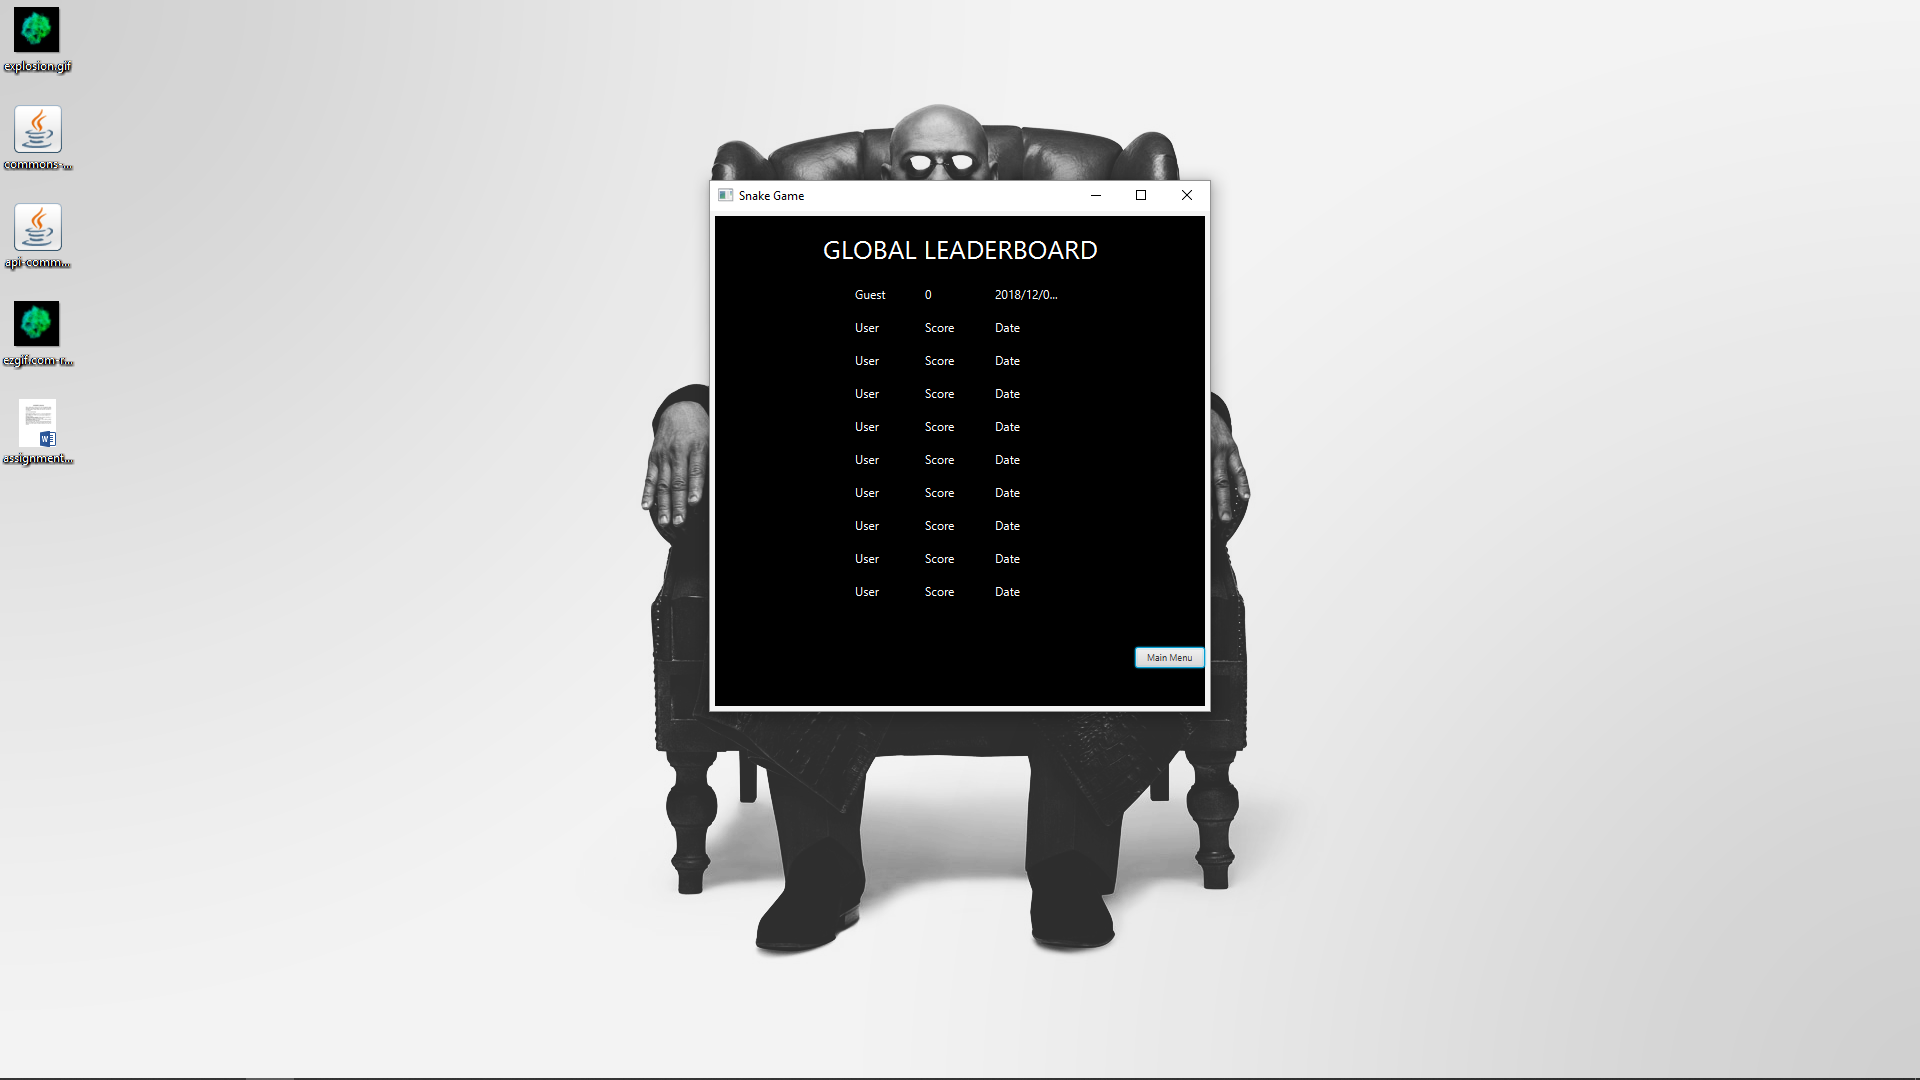 explosion.gif
commons-...
api-comm...
ezgif.com-r...
assignment...
Snake Game
GLOBAL LEADERBOARD
Guest 0 2018/12/0...
User Score Date
User Score Date
User Score Date
User Score Date
User Score Date
User Score Date
User Score Date
User Score Date
User Score Date
Main Menu